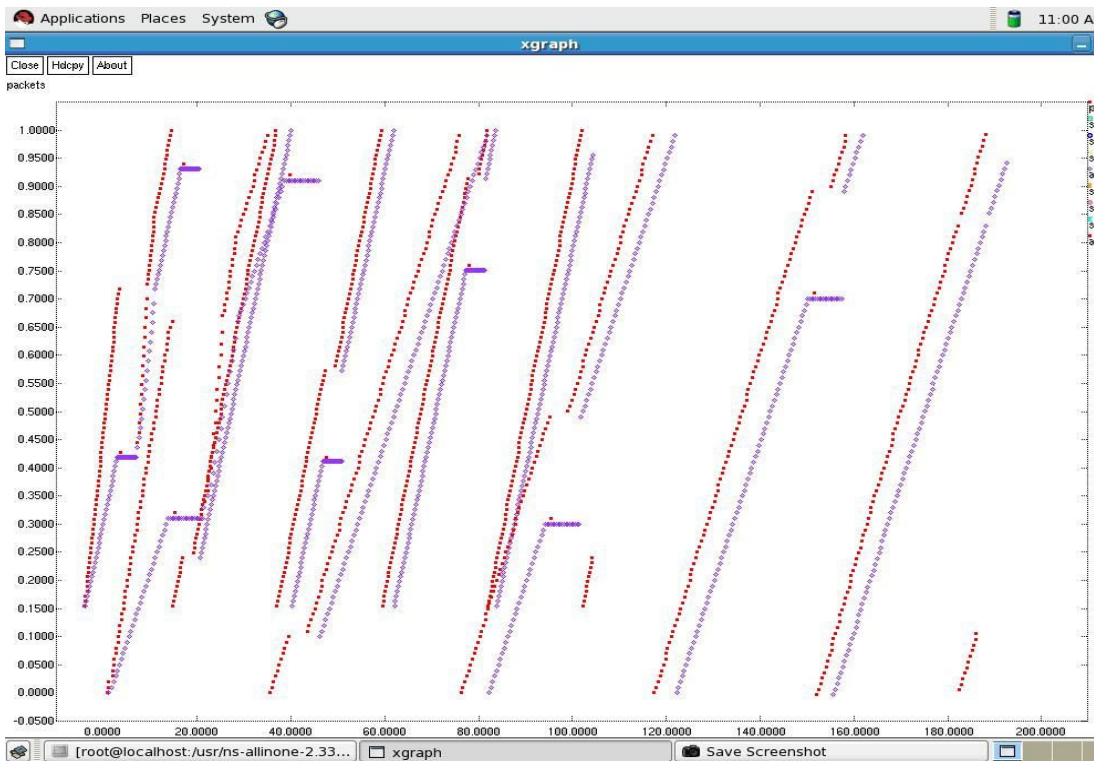 Applications Places System 11:00 A
xgraph
Close Hdcpy About
packets
p
s
s
s
a
s
s
s
a
1.0000
0.9500
0.9000
0.8500
0.8000
0.7500
0.7000
0.6500
0.6000
0.5500
0.5000
0.4500
0.4000
0.3500
0.3000
0.2500
0.2000
0.1500
0.1000
0.0500
0.0000
-0.0500
0.0000 20.0000 40.0000 60.0000 80.0000 100.0000 120.0000 140.0000 160.0000 180.0000 200.0000
[root@localhost:/usr/ns-allinone-2.33... xgraph Save Screenshot